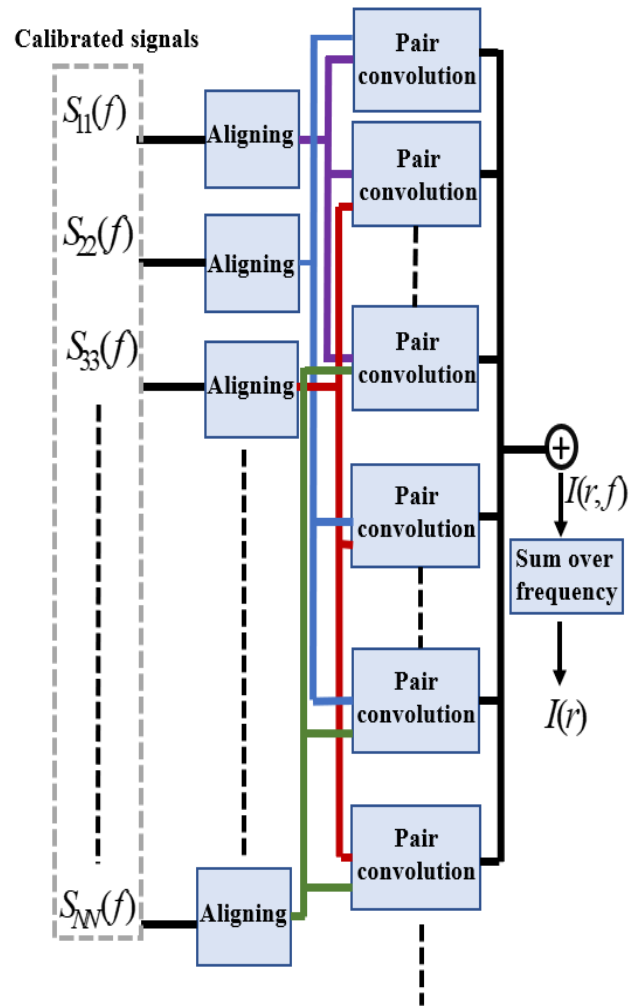 Calibrated signals
S11(f)
Aligning
S22(f)
Aligning
S33(f)
Aligning
SNN(f)
Aligning
Pair
convolution
Pair
convolution
Pair
convolution
Pair
convolution
Pair
convolution
Pair
convolution
+
I(r,f)
Sum over
frequency
I(r)